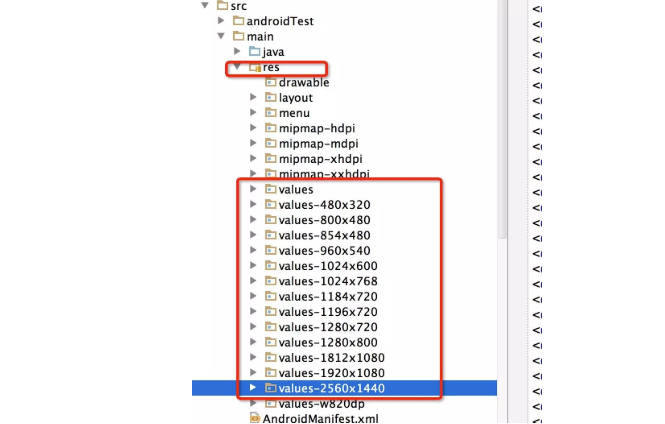 src
androidTest
main
java
res
drawable
layout
menu
mipmap-hdpi
mipmap-mdpi
mipmap-xhdpi
mipmap-xxhdpi
values
values-480x320
values-800x480
values-854x480
values-960x540
values-1024x600
values-1024x768
values-1184x720
values-1196x720
values-1280x720
values-1280x800
values-1812x1080
values-1920x1080
values-2560x1440
values-w820dp
AndroidManifest.xml